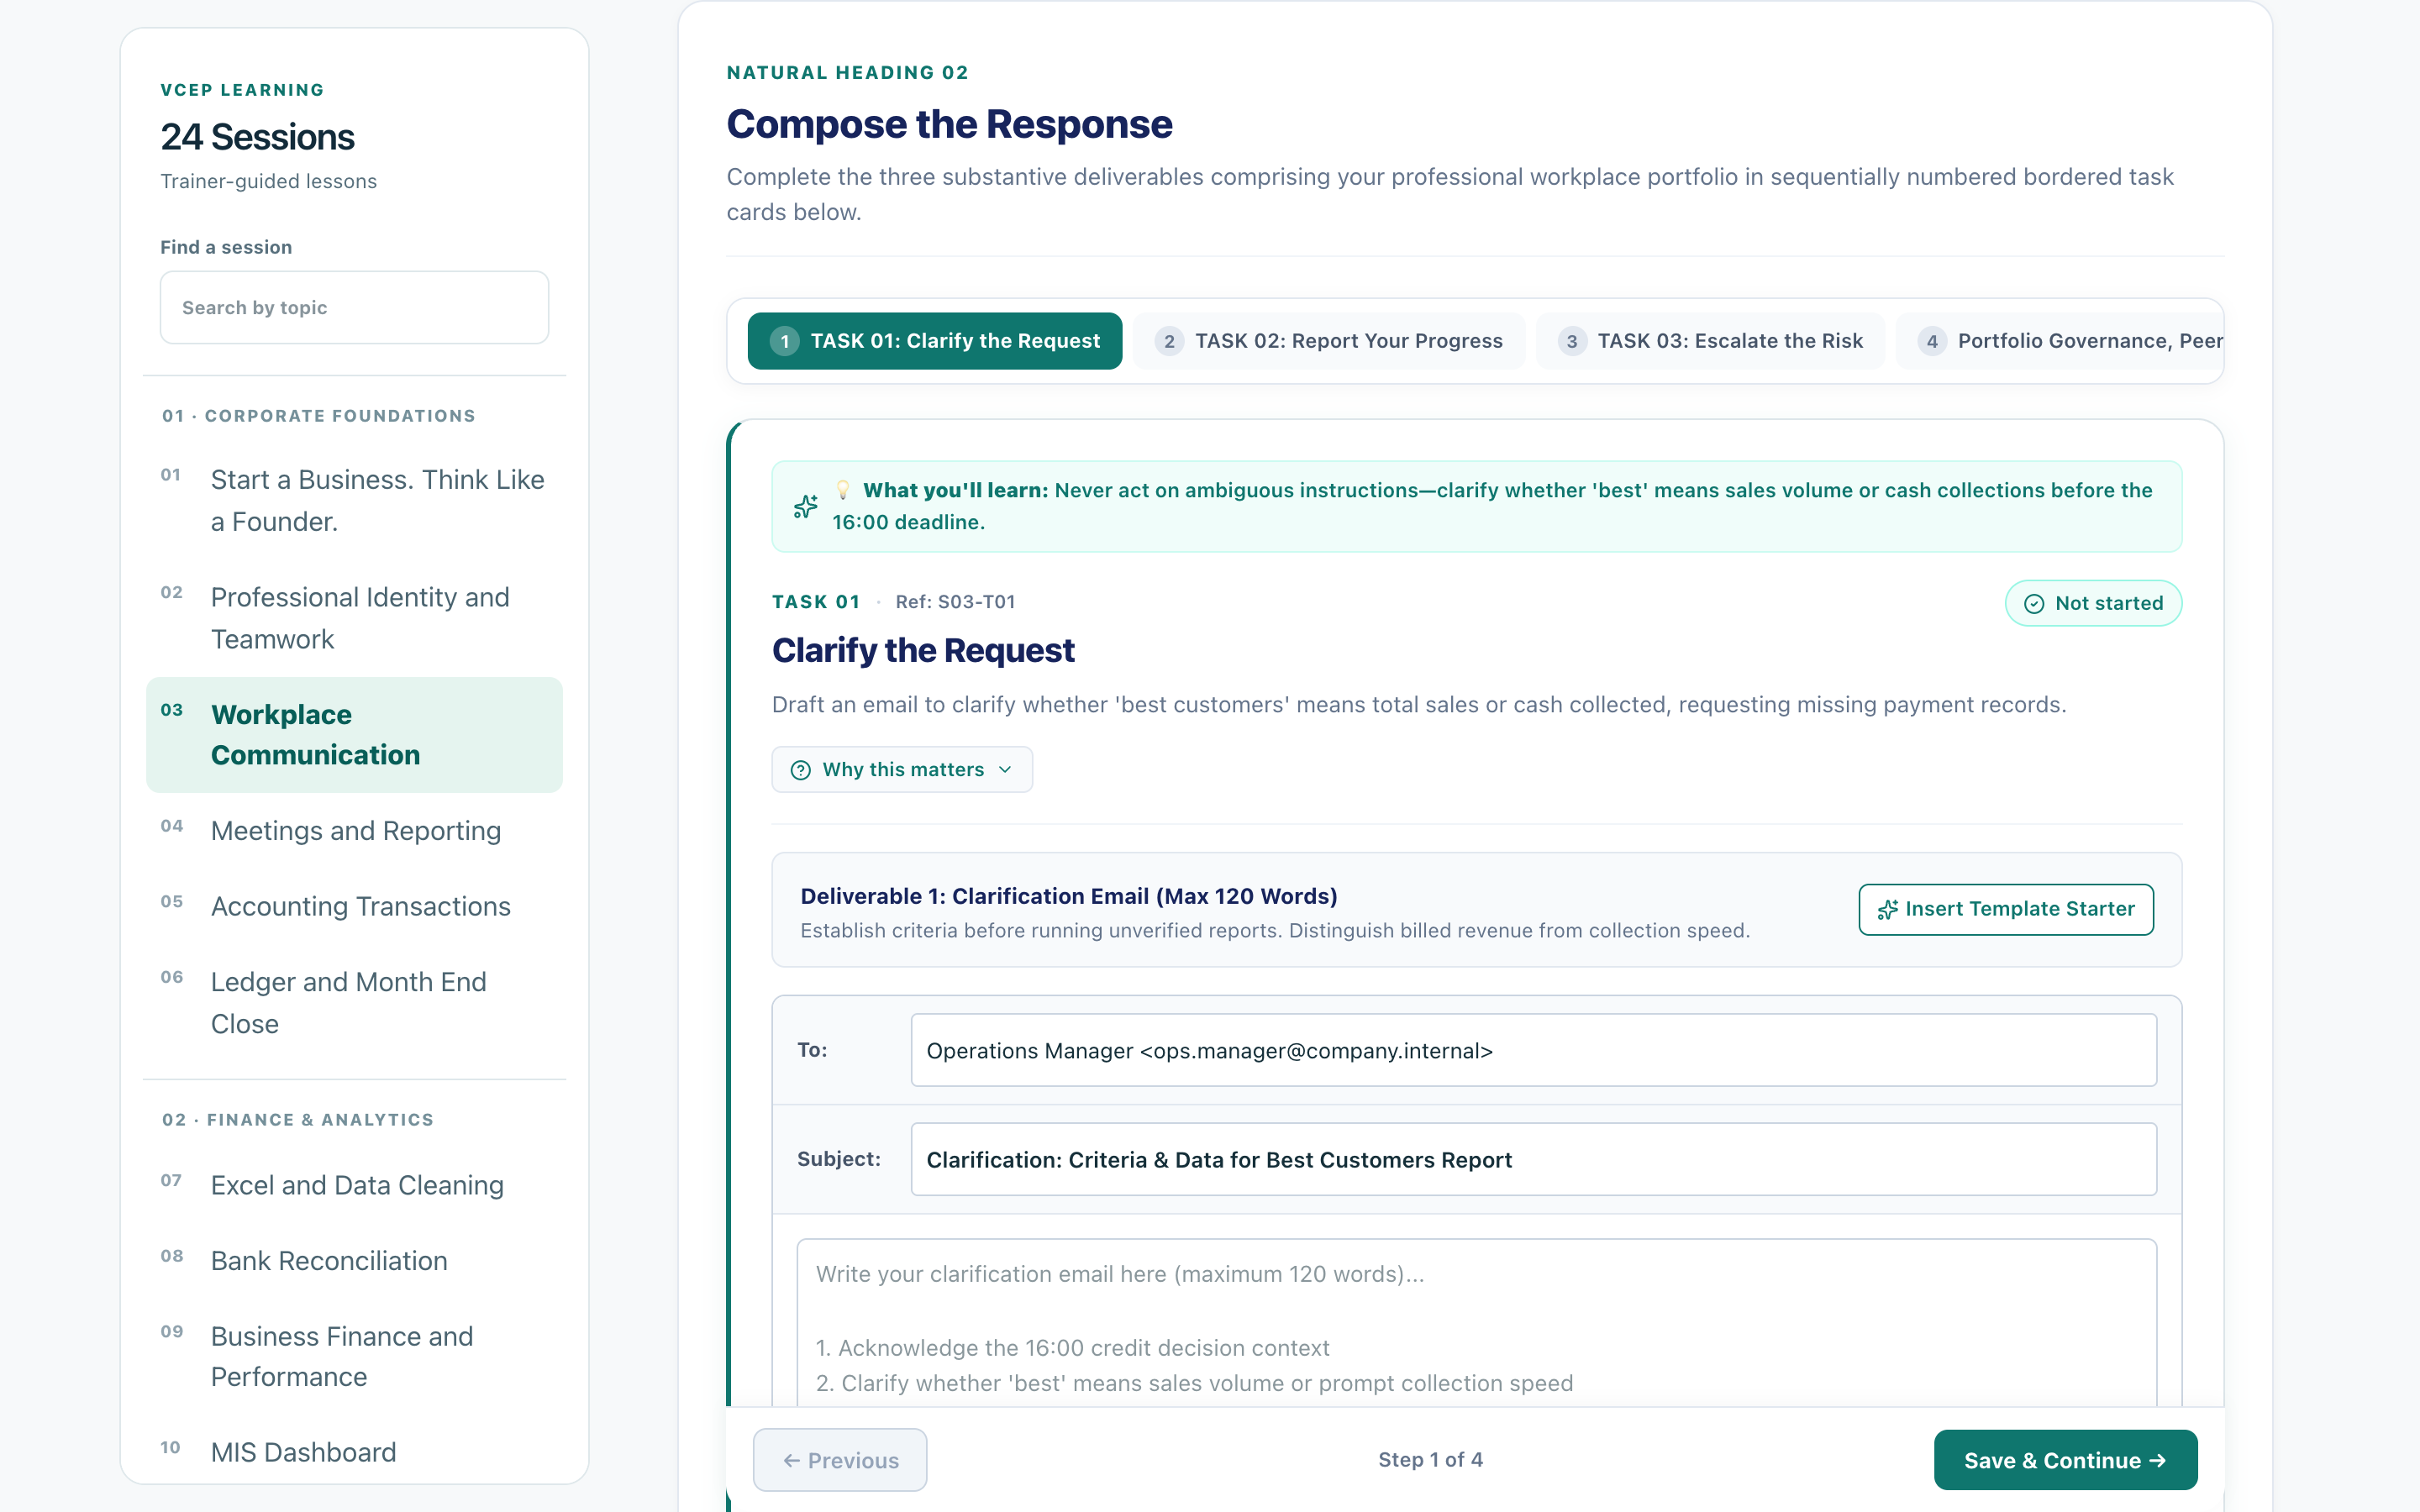 VCEP LEARNING
24 Sessions
Trainer-guided lessons
Find a session
Search by topic
01 · CORPORATE FOUNDATIONS
01 Start a Business. Think Like
a Founder.
02 Professional Identity and
Teamwork
03 Workplace
Communication
04 Meetings and Reporting
05 Accounting Transactions
06 Ledger and Month End
Close
02 · FINANCE & ANALYTICS
07 Excel and Data Cleaning
08 Bank Reconciliation
09 Business Finance and
Performance
10 MIS Dashboard
NATURAL HEADING 02
Compose the Response
Complete the three substantive deliverables comprising your professional workplace portfolio in sequentially numbered bordered task
cards below.
1 TASK 01: Clarify the Request
2 TASK 02: Report Your Progress
3 TASK 03: Escalate the Risk
4 Portfolio Governance, Peer
💡 What you'll learn: Never act on ambiguous instructions—clarify whether 'best' means sales volume or cash collections before the
16:00 deadline.
TASK 01 · Ref: S03-T01
Not started
Clarify the Request
Draft an email to clarify whether 'best customers' means total sales or cash collected, requesting missing payment records.
Why this matters
Deliverable 1: Clarification Email (Max 120 Words)
Establish criteria before running unverified reports. Distinguish billed revenue from collection speed.
Insert Template Starter
To: Operations Manager <ops.manager@company.internal>
Subject: Clarification: Criteria & Data for Best Customers Report
Write your clarification email here (maximum 120 words)...
1. Acknowledge the 16:00 credit decision context
2. Clarify whether 'best' means sales volume or prompt collection speed
← Previous
Step 1 of 4
Save & Continue →